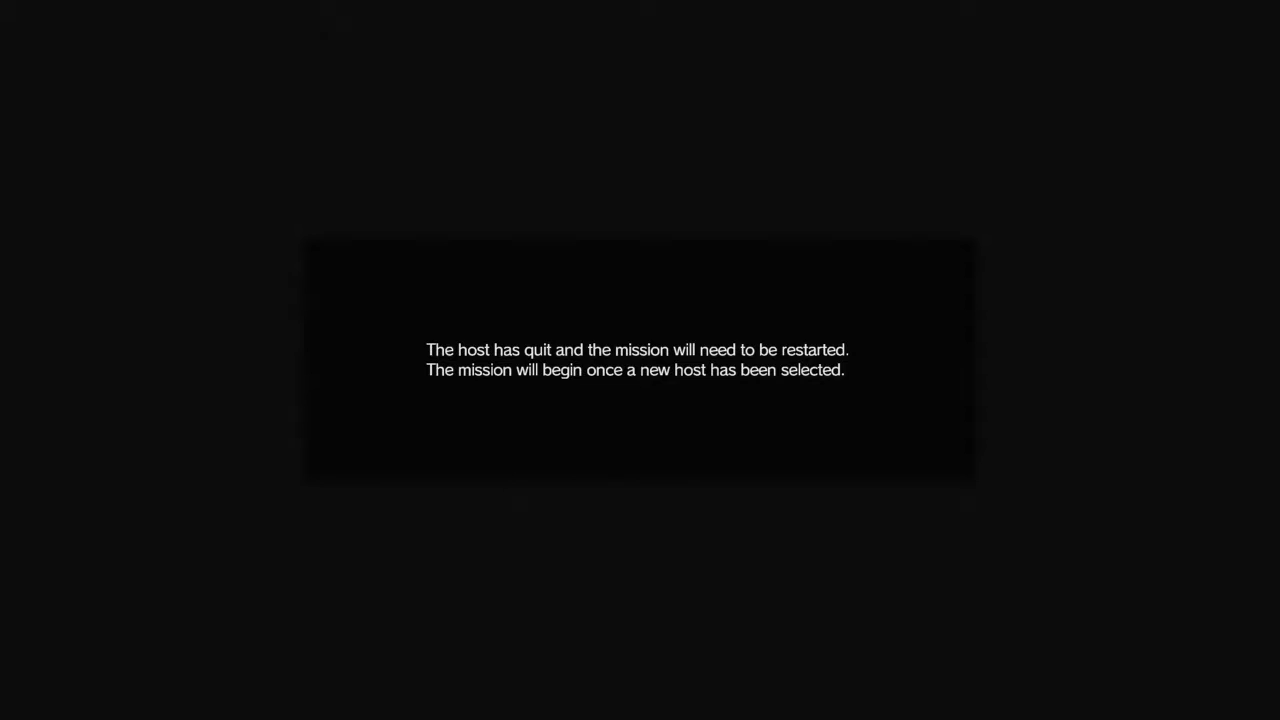 The host has quit and the mission will need to be restarted.
The mission will begin once a new host has been selected.